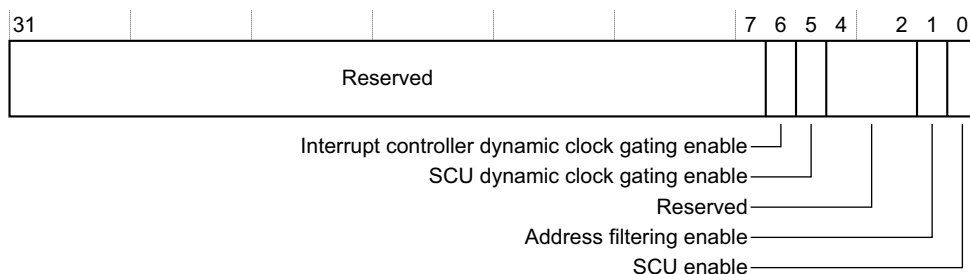 31 7 6 5 4 2 1 0
Reserved
Interrupt controller dynamic clock gating enable
SCU dynamic clock gating enable
Reserved
Address filtering enable
SCU enable